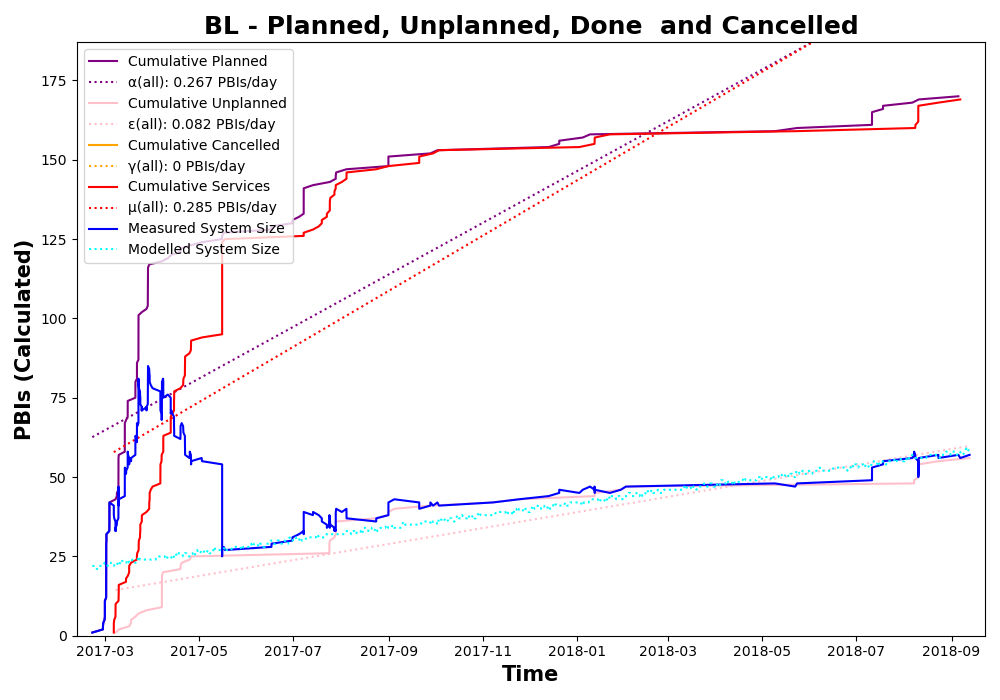 BL - Planned, Unplanned, Done  and Cancelled
Cumulative Planned
α(all): 0.267 PBIs/day
Cumulative Unplanned
ε(all): 0.082 PBIs/day
Cumulative Cancelled
γ(all): 0 PBIs/day
Cumulative Services
μ(all): 0.285 PBIs/day
Measured System Size
Modelled System Size
PBIs (Calculated)
175
150
125
100
75
50
25
0
2017-03 2017-05 2017-07 2017-09 2017-11 2018-01 2018-03 2018-05 2018-07 2018-09
Time